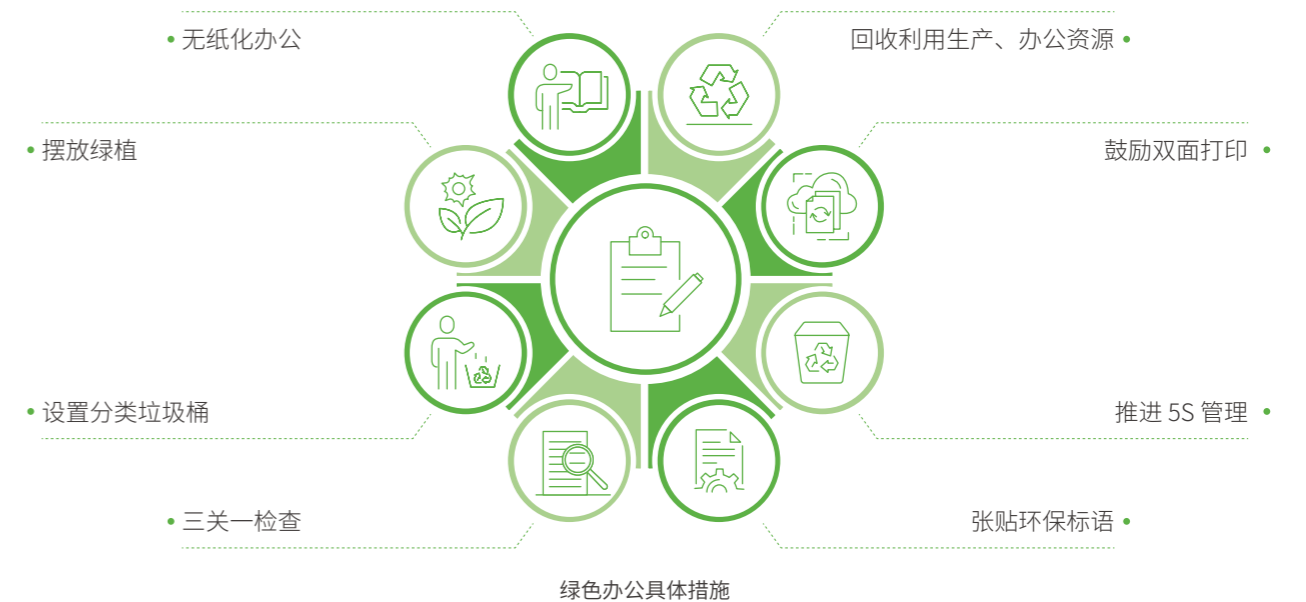 无纸化办公
回收利用生产、办公资源
摆放绿植
鼓励双面打印
设置分类垃圾桶
推进 5S 管理
三关一检查
张贴环保标语
绿色办公具体措施